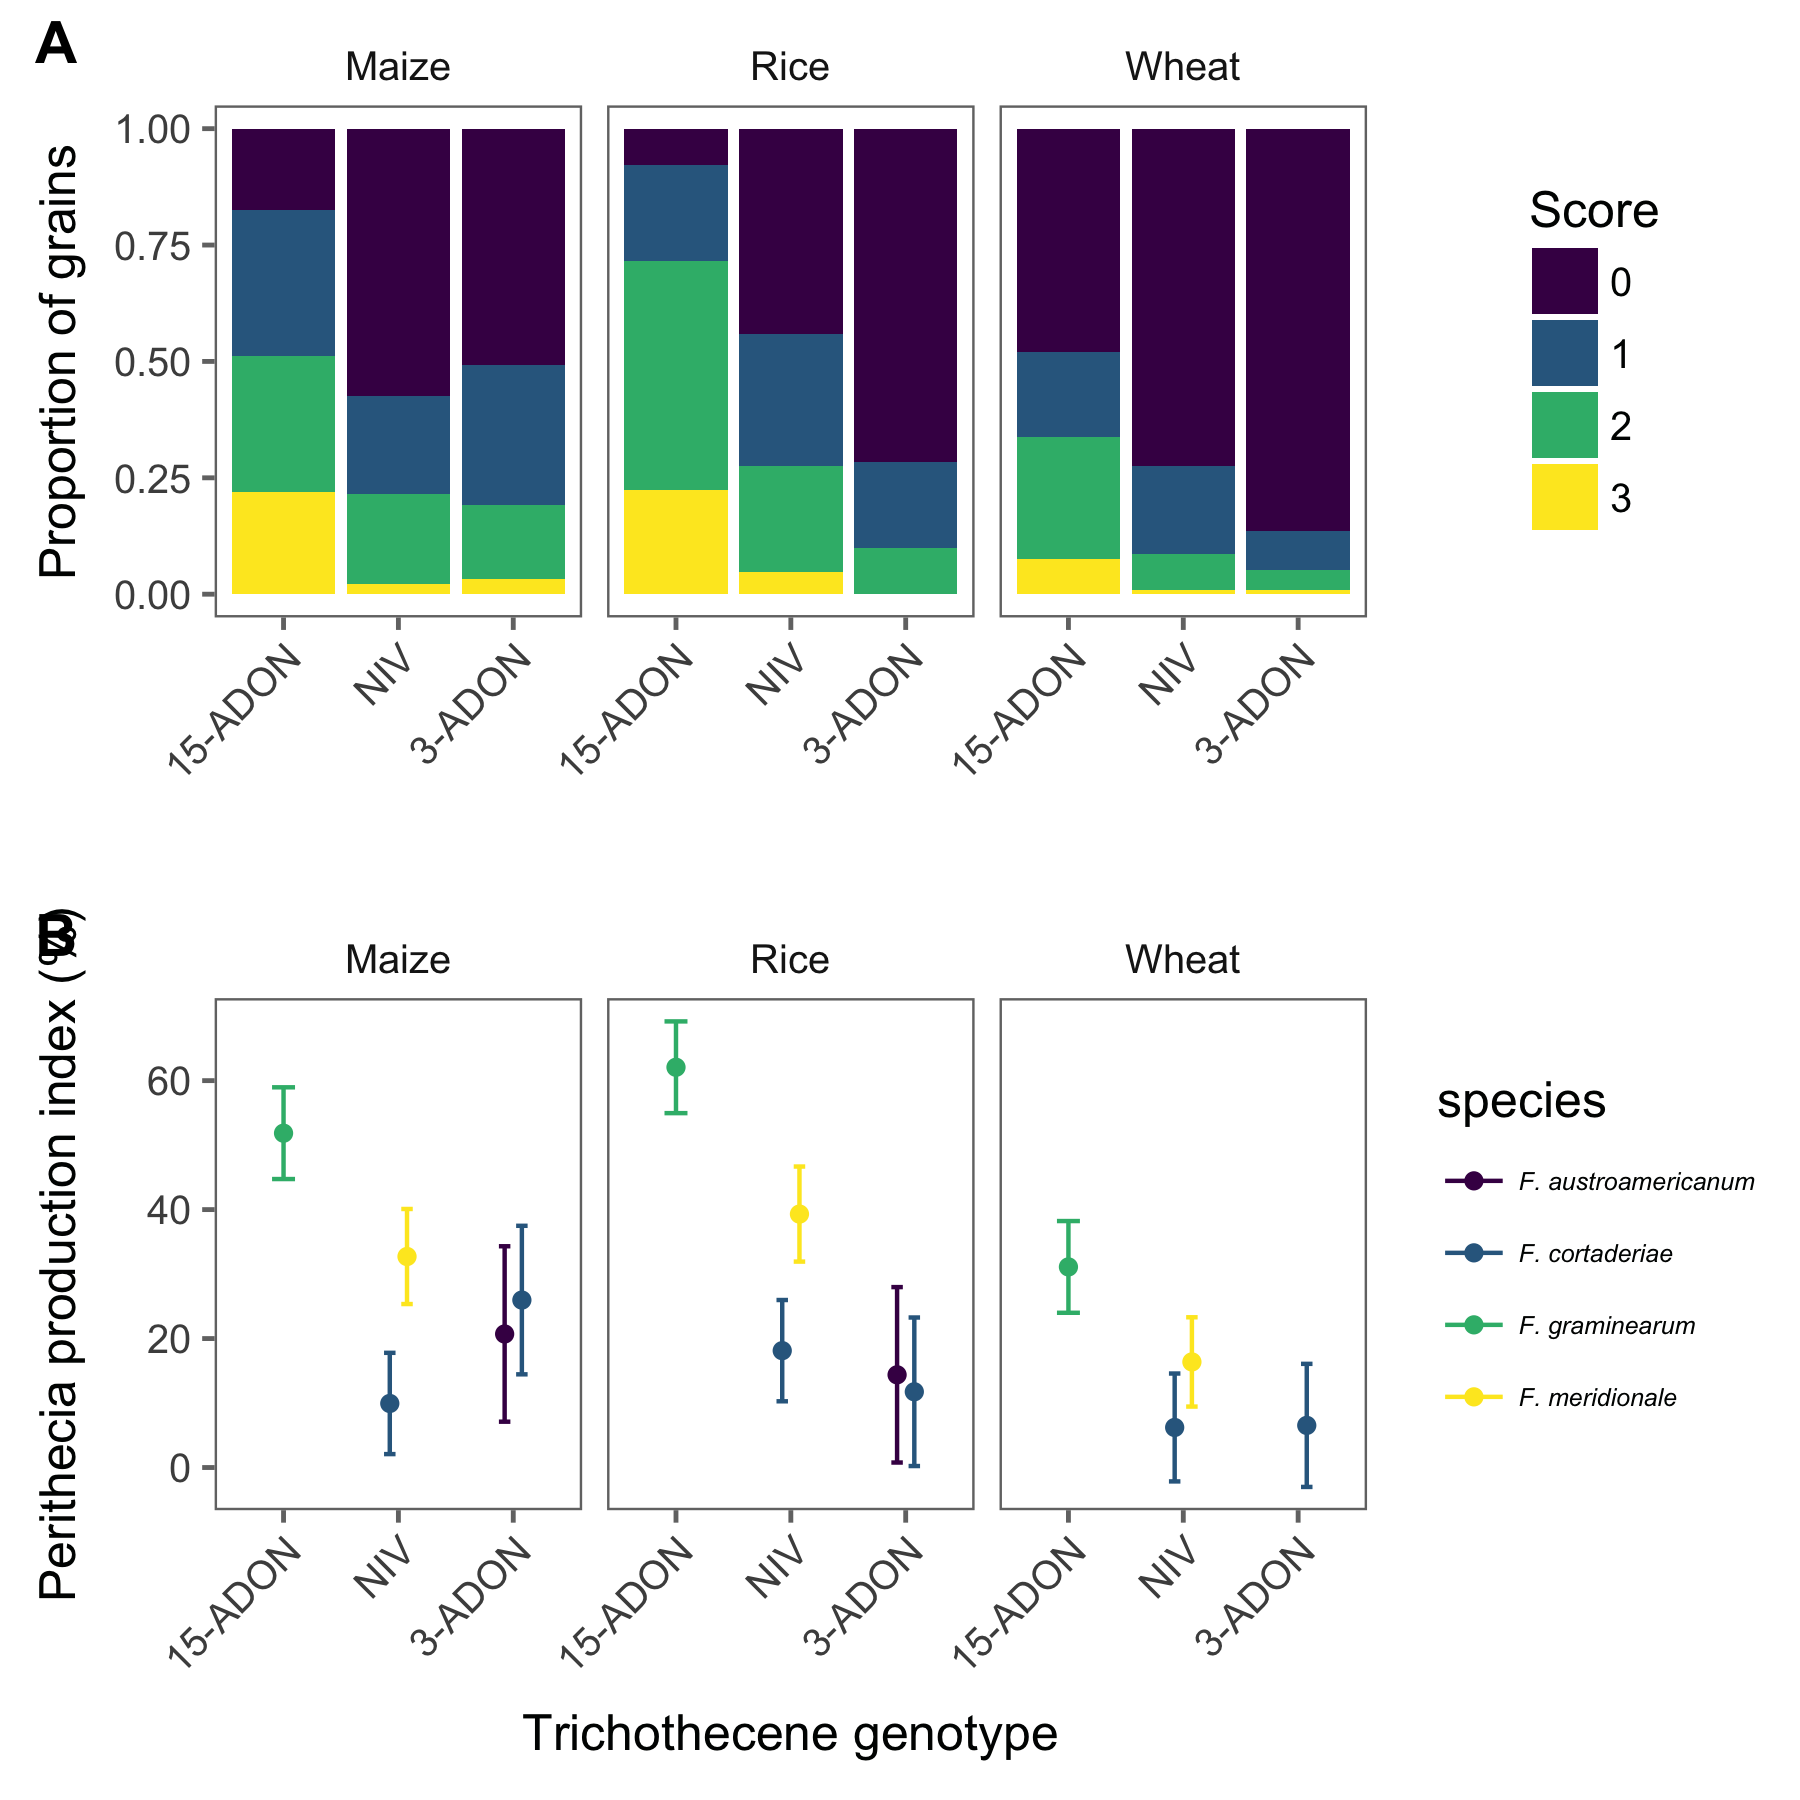 A
Maize Rice Wheat
Proportion of grains
1.00
0.75
0.50
0.25
0.00
15-ADON NIV 3-ADON 15-ADON NIV 3-ADON 15-ADON NIV 3-ADON
Score
0
1
2
3
B
Maize Rice Wheat
Perithecia production index (%)
60
40
20
0
15-ADON NIV 3-ADON 15-ADON NIV 3-ADON 15-ADON NIV 3-ADON
Trichothecene genotype
species
F. austroamericanum
F. cortaderiae
F. graminearum
F. meridionale